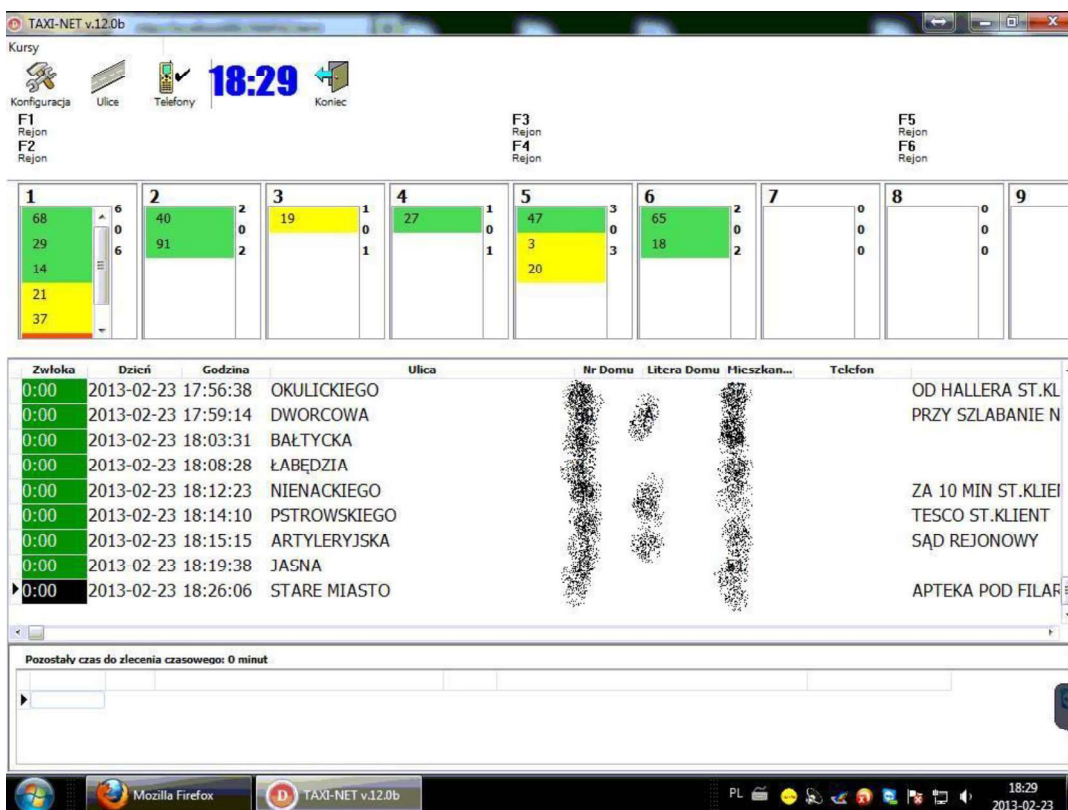 TAXI-NET v.12.0b
Kursy
18:29
Konfiguracja Ulice Telefony Koniec
F1 F3 F5
Rejon Rejon Rejon
F2 F4 F6
Rejon Rejon Rejon
1 2 3 4 5 6 7 8 9
68 6 40 2 19 1 27 1 47 3 65 2 0 0
0 0 0 0 0 0 0 0
29 6 91 2 1 1 3 3 18 2 0 0
14 20
21
37
Zwłoka Dzień Godzina Ulica Nr Domu Litera Domu Mieszkan... Telefon
0:00 2013-02-23 17:56:38 OKULICKIEGO OD HALLERA ST.KL
0:00 2013-02-23 17:59:14 DWORCOWA A PRZY SZLABANIE N
0:00 2013-02-23 18:03:31 BAŁTYCKA
0:00 2013-02-23 18:08:28 ŁABĘDZIA
0:00 2013-02-23 18:12:23 NIENACKIEGO ZA 10 MIN ST.KLIE
0:00 2013-02-23 18:14:10 PSTROWSKIEGO TESCO ST.KLIENT
0:00 2013-02-23 18:15:15 ARTYLERYJSKA SĄD REJONOWY
0:00 2013 02 23 18:19:38 JASNA
0:00 2013-02-23 18:26:06 STARE MIASTO APTEKA POD FILAR
Pozostały czas do zlecenia czasowego: 0 minut
Mozilla Firefox D TAXI-NET v.12.0b PL 18:29
2013-02-23